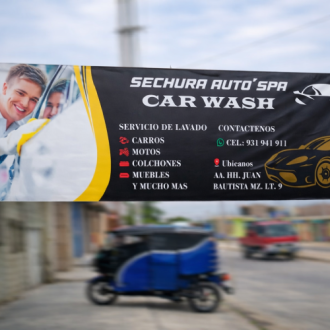 SECHURA AUTO'SPA
CAR WASH
SERVICIO DE LAVADO
CARROS
MOTOS
COLCHONES
MUEBLES
Y MUCHO MAS
CONTACTENOS
CEL: 931 941 911
Ubicanos
AA. HH. JUAN
BAUTISTA MZ. I LT. 9